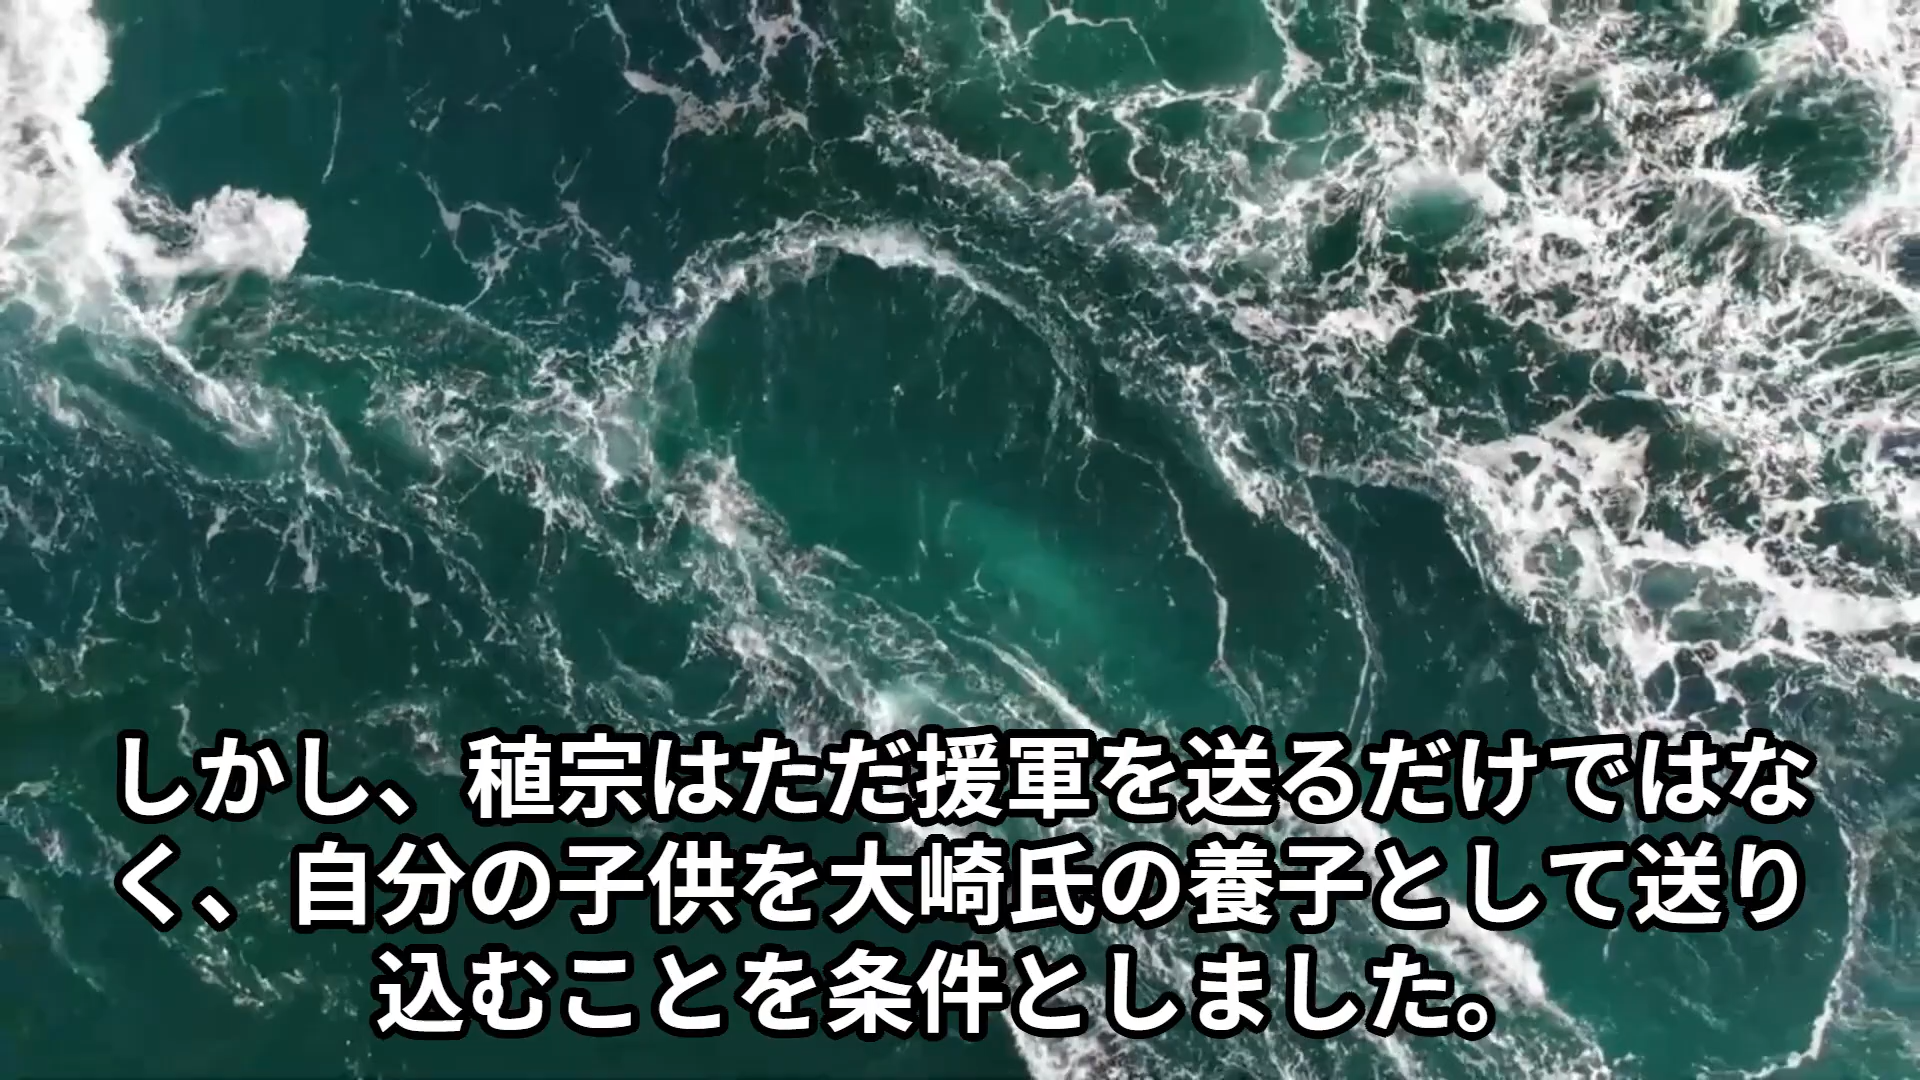 しかし、稙宗はただ援軍を送るだけではな
く、自分の子供を大崎氏の養子として送り
込むことを条件としました。